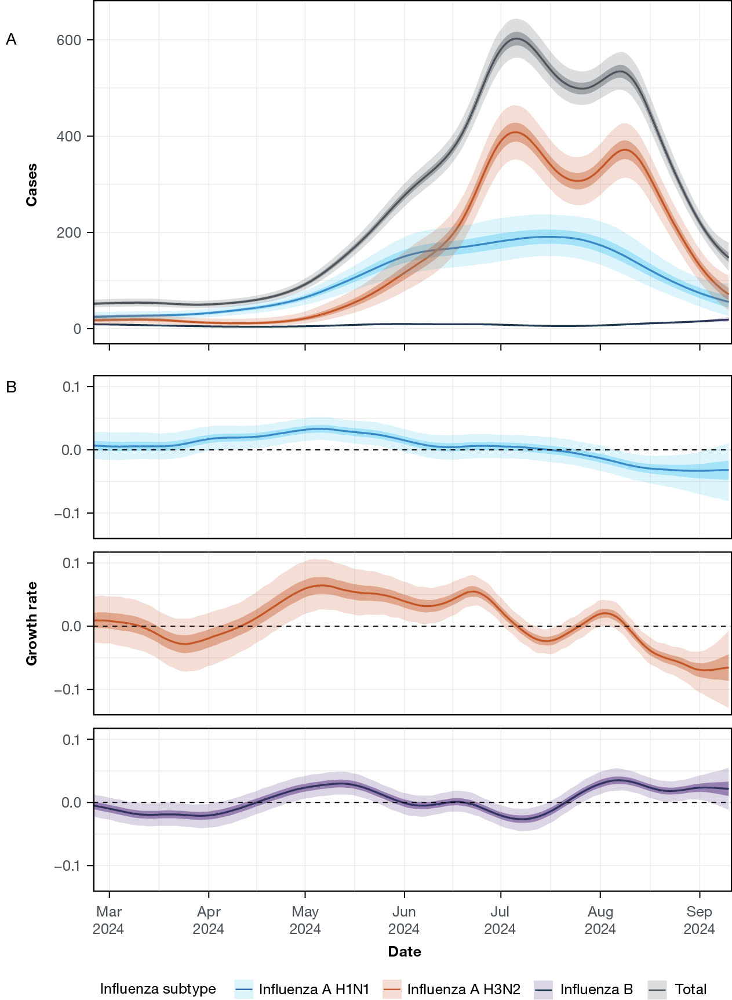 A
600
400
200
0
Cases
B
0.1
0.0
−0.1
0.1
0.0
−0.1
Growth rate
0.1
0.0
−0.1
Mar Apr May Jun Jul Aug Sep
2024 2024 2024 2024 2024 2024 2024
Date
Influenza subtype Influenza A H1N1 Influenza A H3N2 Influenza B Total